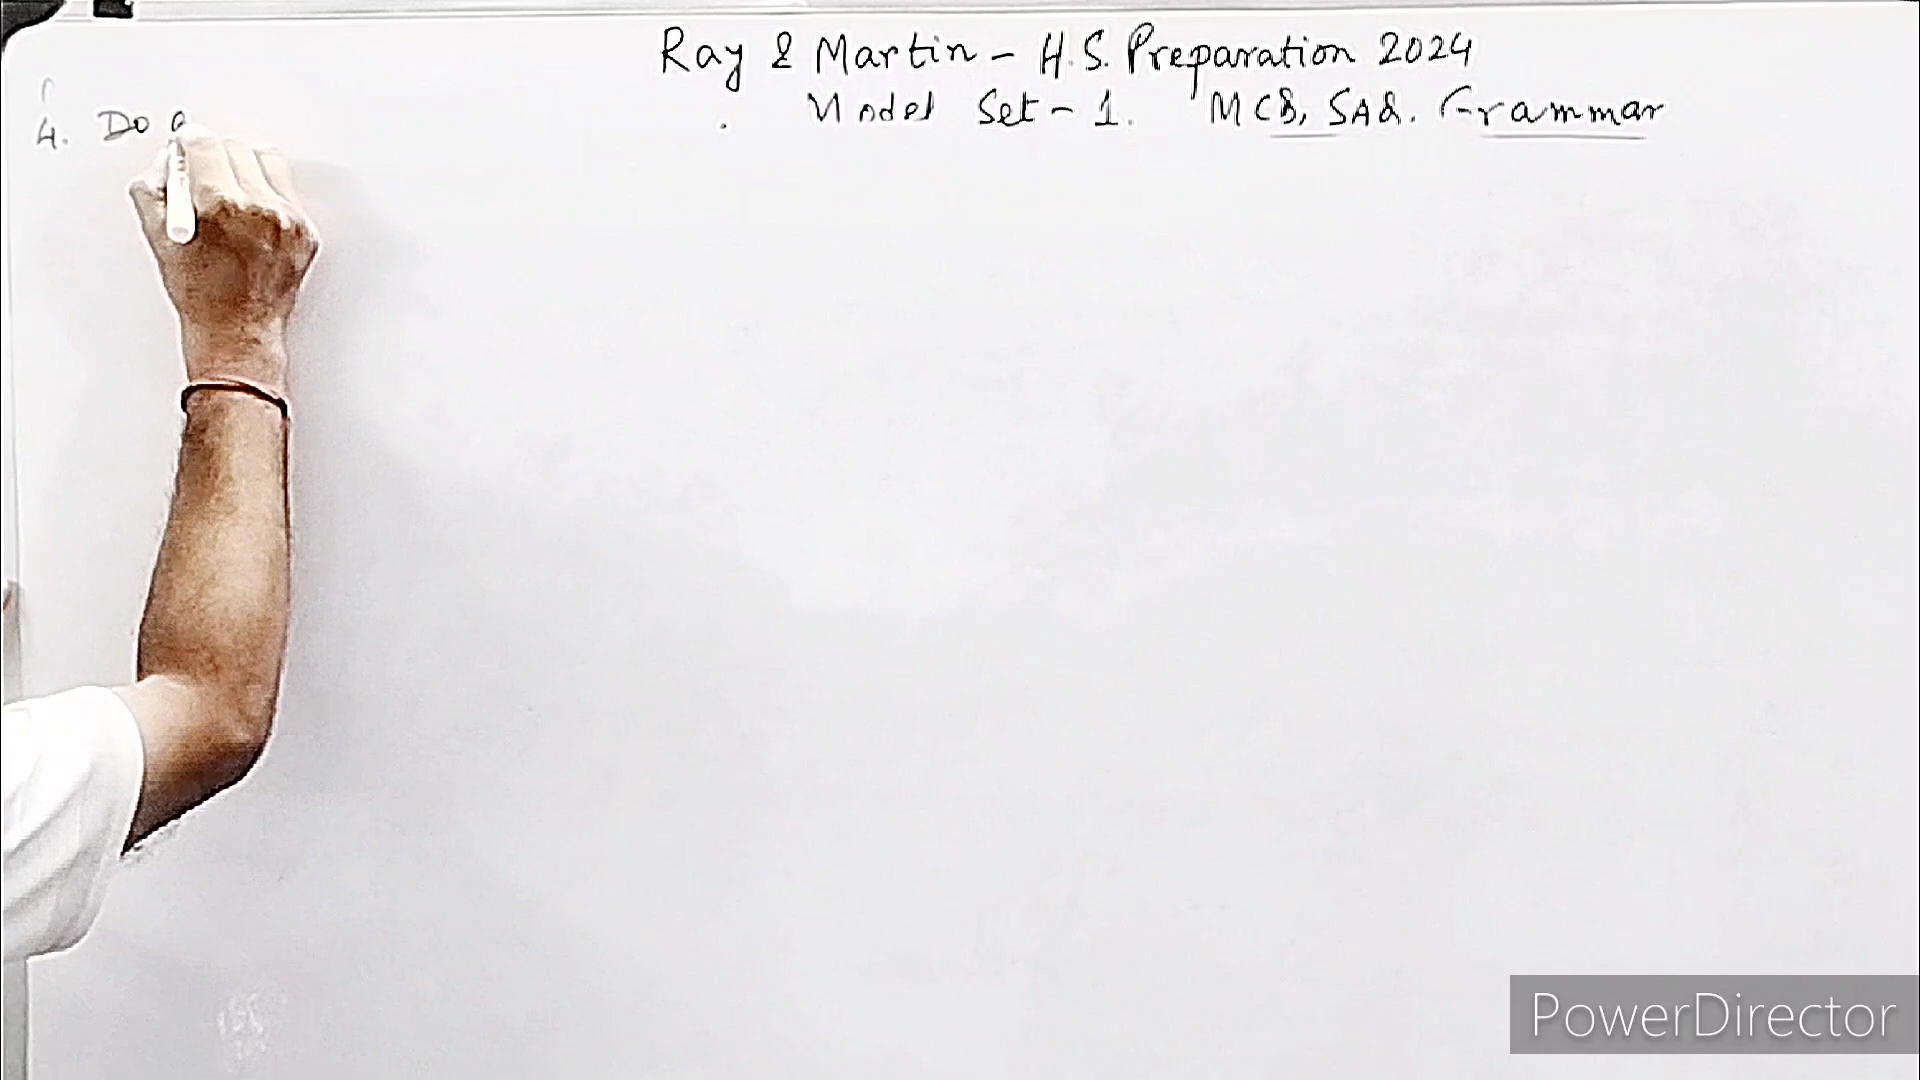 Ray & Martin - H.S. Preparation 2024
Model Set - 1. MCQ, SAQ. Grammar
4. Do a
PowerDirector